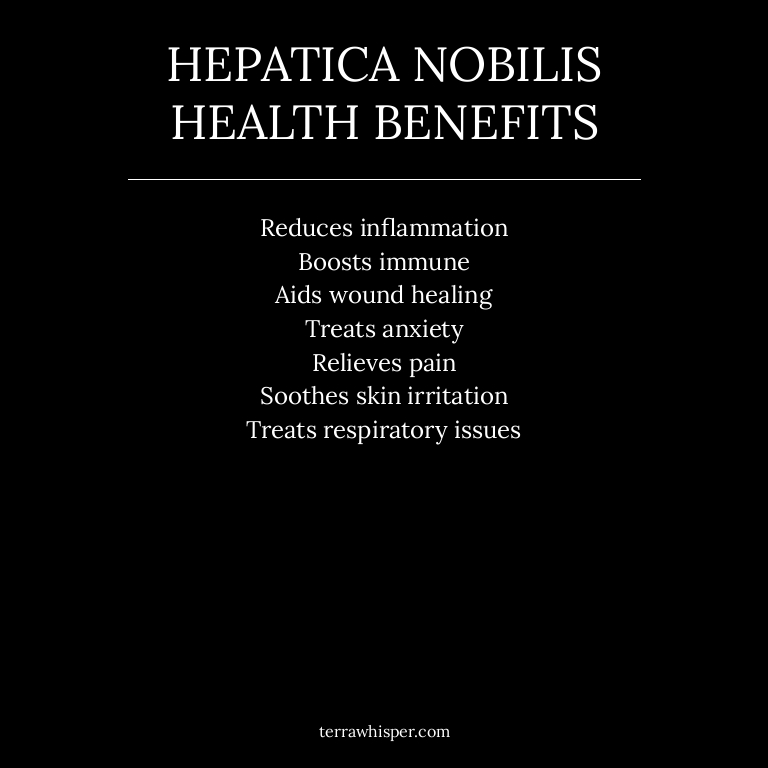 HEPATICA NOBILIS
HEALTH BENEFITS
Reduces inflammation
Boosts immune
Aids wound healing
Treats anxiety
Relieves pain
Soothes skin irritation
Treats respiratory issues
terrawhisper.com